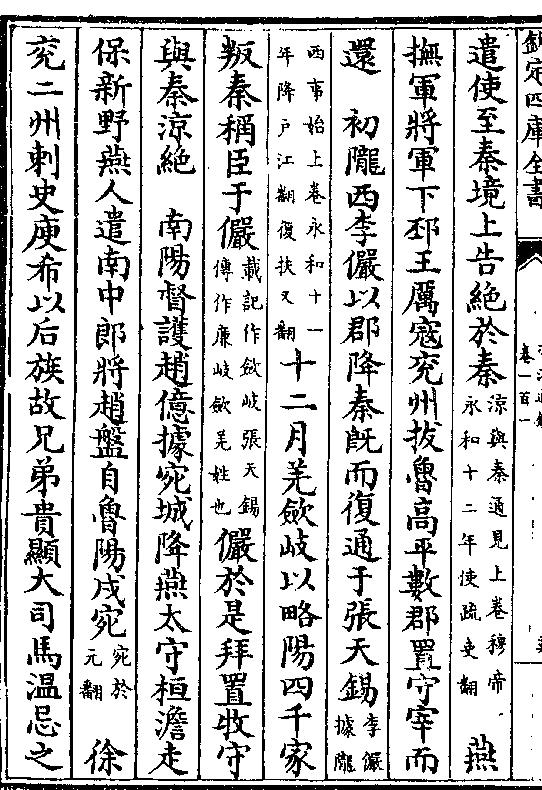 欽定四庫全書
卷一百一
遣使至秦境上告絶於秦涼與秦通見上卷穆帝永和十二年使疏吏翻 燕
撫軍將軍下邳王厲寇兖州拔魯高平數郡置守宰而
還 初隴西李儼以郡降秦旣而復通于張天錫李儼據隴
西事始上卷永和十一年降戶江翻復扶又翻十二月羌斂岐以略陽四千家
叛秦稱臣于儼載記作斂岐張天錫傳作廉岐斂羌姓也儼於是拜置牧守
與秦涼絶 南陽督護趙億據宛城降燕太守桓澹走
保新野燕人遣南中郎將趙盤自魯陽戍宛宛於元翻 徐
兖二州刺史庾希以后族故兄弟貴顯大司馬温忌之